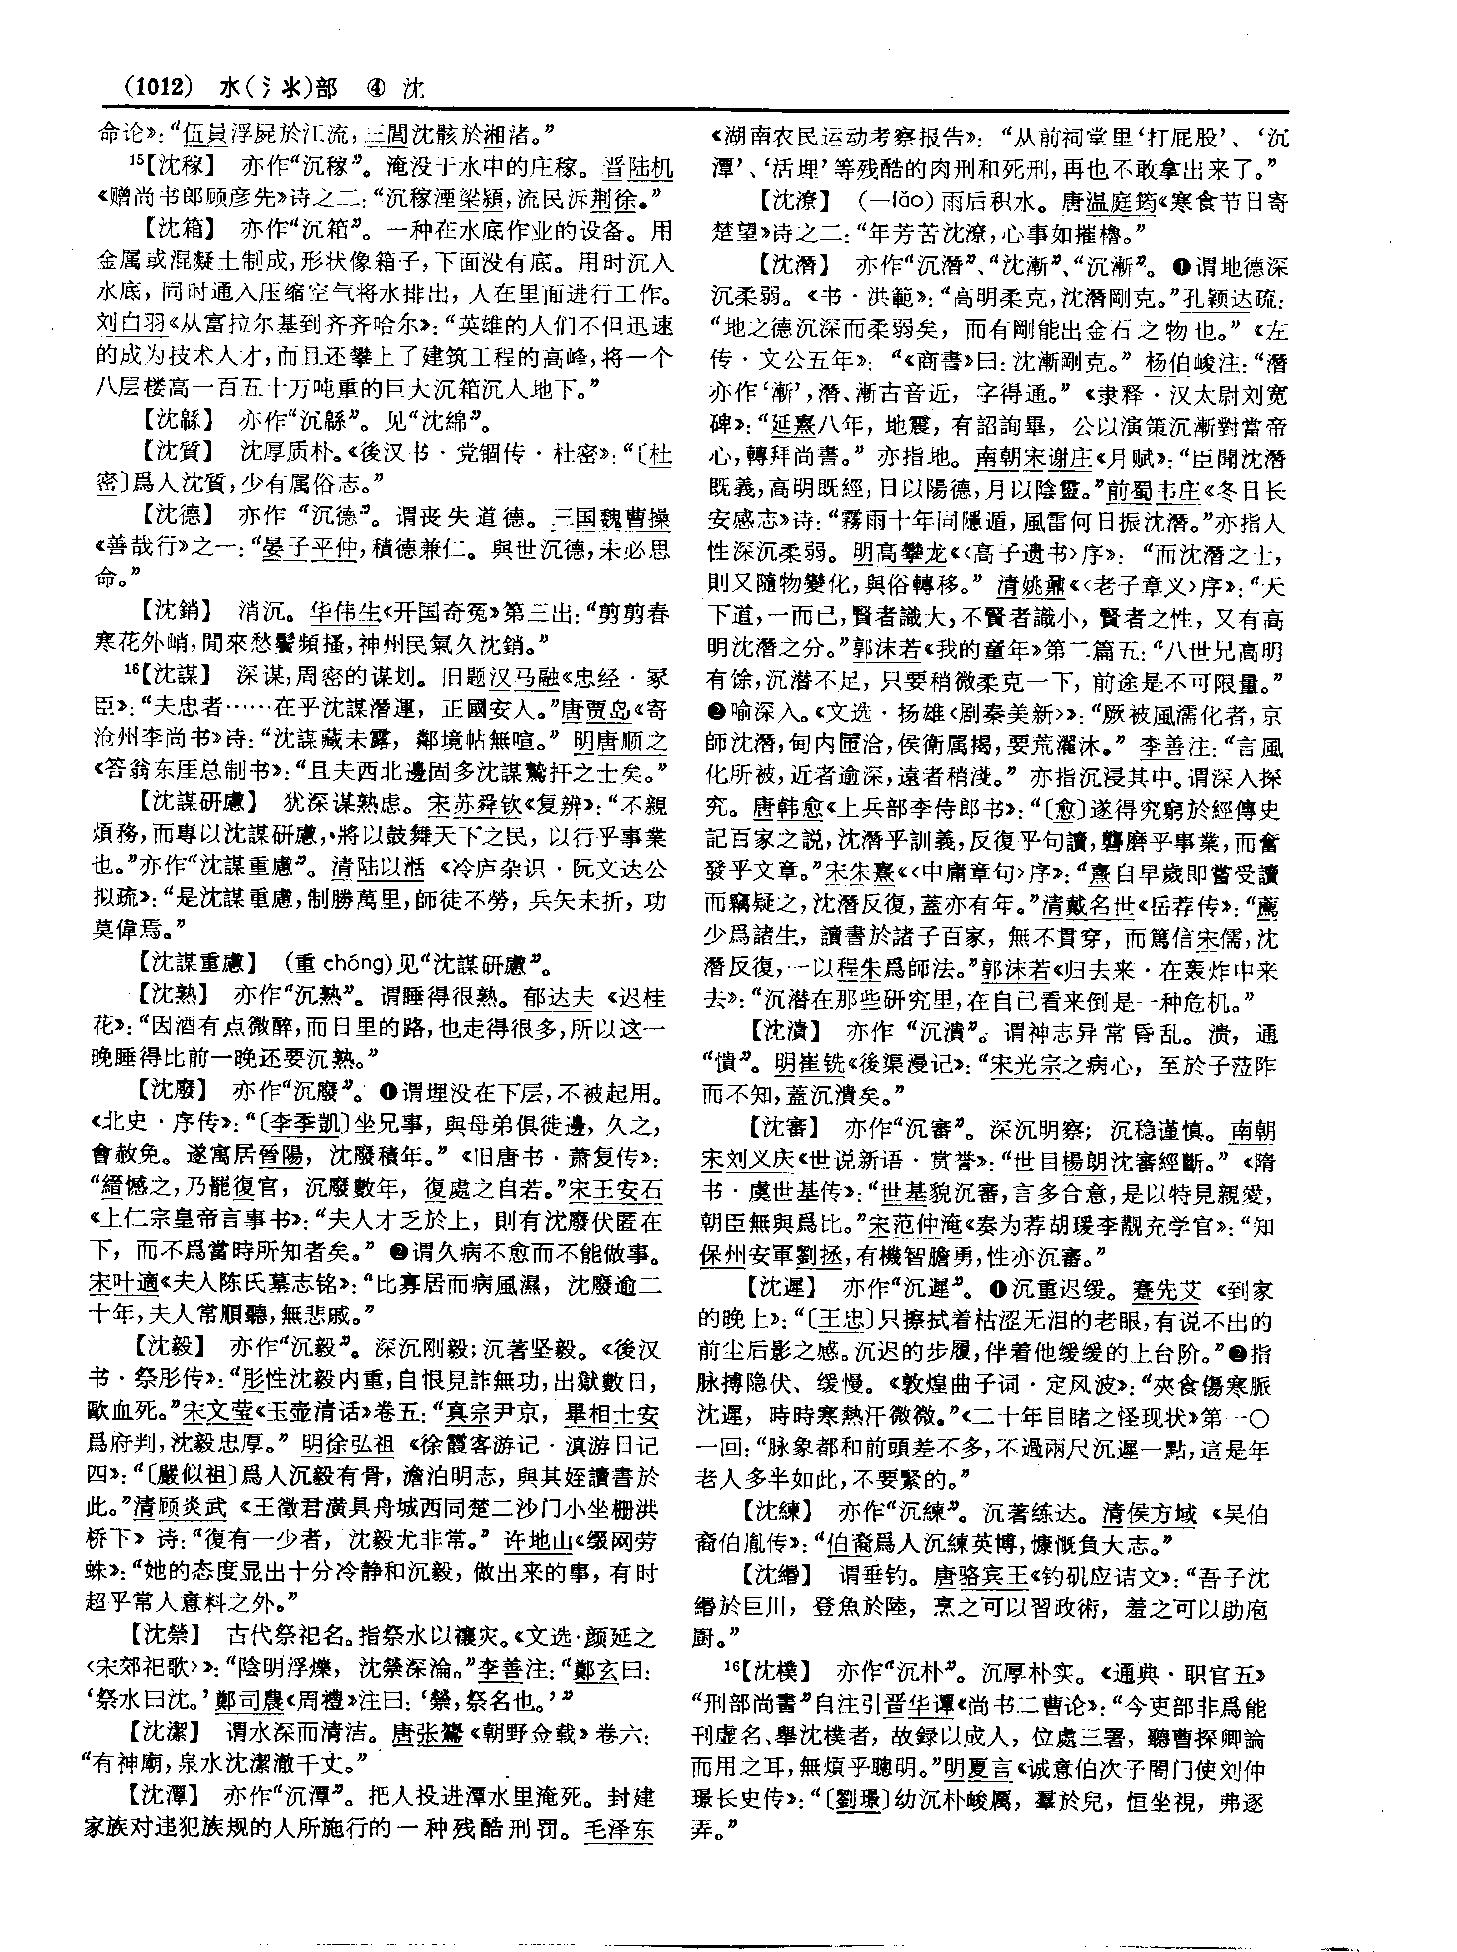 (1012) 水(氵氺)部 ④ 沈
命论》：“伍員浮屍於江流，三閭沈骸於湘渚。”
15【沈稼】 亦作“沉稼”。淹没于水中的庄稼。晋陆机
《赠尚书郎顾彦先》诗之二：“沉稼湮梁潁，流民泝荆徐。”
【沈箱】 亦作“沉箱”。一种在水底作业的设备。用
金属或混凝土制成，形状像箱子，下面没有底。用时沉入
水底，同时通入压缩空气将水排出，人在里面进行工作。
刘白羽《从富拉尔基到齐齐哈尔》：“英雄的人们不但迅速
的成为技术人才，而且还攀上了建筑工程的高峰，将一个
八层楼高一百五十万吨重的巨大沉箱沉入地下。”
【沈緜】 亦作“沉緜”。见“沈绵”。
【沈質】 沈厚质朴。《後汉书·党锢传·杜密》：“〔杜
密〕爲人沈質，少有厲俗志。”
【沈德】 亦作“沉德”。谓丧失道德。三国魏曹操
《善哉行》之一：“晏子平仲，積德兼仁。與世沉德，未必思
命。”
【沈銷】 消沉。华伟生《开国奇冤》第三出：“剪剪春
寒花外峭，閒來愁鬢頻搔，神州民氣久沈銷。”
16【沈謀】 深谋，周密的谋划。旧题汉马融《忠经·冢
臣》：“夫忠者……在乎沈謀潛運，正國安人。”唐贾岛《寄
沧州李尚书》诗：“沈謀藏未露，鄰境帖無喧。”明唐顺之
《答翁东厓总制书》：“且夫西北邊固多沈謀鷙扞之士矣。”
【沈謀研慮】 犹深谋熟虑。宋苏舜钦《复辨》：“不親
煩務，而專以沈謀研慮，將以鼓舞天下之民，以行乎事業
也。”亦作“沈謀重慮”。清陆以湉《冷庐杂识·阮文达公
拟疏》：“是沈謀重慮，制勝萬里，師徒不勞，兵矢未折，功
莫偉焉。”
【沈謀重慮】 (重 chóng)见“沈謀研慮”。
【沈熟】 亦作“沉熟”。谓睡得很熟。郁达夫《迟桂
花》：“因酒有点微醉，而日里的路，也走得很多，所以这一
晚睡得比前一晚还要沉熟。”
【沈廢】 亦作“沉廢”。❶谓埋没在下层，不被起用。
《北史·序传》：“〔李季凱〕坐兄事，與母弟俱徙邊，久之，
會赦免。遂寓居晉陽，沈廢積年。”《旧唐书·萧复传》：
“縉憾之，乃罷復官，沉廢數年，復處之自若。”宋王安石
《上仁宗皇帝言事书》：“夫人才乏於上，則有沈廢伏匿在
下，而不爲當時所知者矣。”❷谓久病不愈而不能做事。
宋叶適《夫人陈氏墓志铭》：“比寡居而病風濕，沈廢逾二
十年，夫人常順聽，無悲戚。”
【沈毅】 亦作“沉毅”。深沉刚毅；沉著坚毅。《後汉
书·祭肜传》：“肜性沈毅内重，自恨見詐無功，出獄數日，
歐血死。”宋文莹《玉壶清话》卷五：“真宗尹京，畢相士安
爲府判，沈毅忠厚。”明徐弘祖《徐霞客游记·滇游日记
四》：“〔嚴似祖〕爲人沉毅有骨，澹泊明志，與其姪讀書於
此。”清顾炎武《王徵君潢具舟城西同楚二沙门小坐栅洪
桥下》诗：“復有一少者，沈毅尤非常。”许地山《缀网劳
蛛》：“她的态度显出十分冷静和沉毅，做出来的事，有时
超乎常人意料之外。”
【沈禜】 古代祭祀名。指祭水以禳灾。《文选·颜延之
〈宋郊祀歌〉》：“陰明浮爍，沈禜深淪。”李善注：“鄭玄曰：
‘祭水曰沈。’鄭司農《周禮》注曰：‘禜，祭名也。’”
【沈潔】 谓水深而清洁。唐张鷟《朝野佥载》卷六：
“有神廟，泉水沈潔澈千丈。”
【沈潭】 亦作“沉潭”。把人投进潭水里淹死。封建
家族对违犯族规的人所施行的一种残酷刑罚。毛泽东
《湖南农民运动考察报告》：“从前祠堂里‘打屁股’、‘沉
潭’、‘活埋’等残酷的肉刑和死刑，再也不敢拿出来了。”
【沈潦】 (—lǎo)雨后积水。唐温庭筠《寒食节日寄
楚望》诗之二：“年芳苦沈潦，心事如摧櫓。”
【沈潛】 亦作“沉潛”、“沈漸”、“沉漸”。❶谓地德深
沉柔弱。《书·洪範》：“高明柔克，沈潛剛克。”孔颖达疏：
“地之德沉深而柔弱矣，而有剛能出金石之物也。”《左
传·文公五年》：“《商書》曰：沈漸剛克。”杨伯峻注：“潛
亦作‘漸’，潛、漸古音近，字得通。”《隶释·汉太尉刘宽
碑》：“延熹八年，地震，有詔詢畢，公以演策沉漸對當帝
心，轉拜尚書。”亦指地。南朝宋谢庄《月赋》：“臣聞沈潛
既義，高明既經，日以陽德，月以陰靈。”前蜀韦庄《冬日长
安感志》诗：“霧雨十年同隱遁，風雷何日振沈潛。”亦指人
性深沉柔弱。明高攀龙《〈高子遗书〉序》：“而沈潛之士，
則又隨物變化，與俗轉移。”清姚鼐《〈老子章义〉序》：“天
下道，一而已，賢者識大，不賢者識小，賢者之性，又有高
明沈潛之分。”郭沫若《我的童年》第二篇五：“八世兄高明
有馀，沉潜不足，只要稍微柔克一下，前途是不可限量。”
❷喻深入。《文选·扬雄〈剧秦美新〉》：“厥被風濡化者，京
師沈潛，甸内匝洽，侯衛厲揭，要荒濯沐。”李善注：“言風
化所被，近者逾深，遠者稍淺。”亦指沉浸其中。谓深入探
究。唐韩愈《上兵部李侍郎书》：“〔愈〕遂得究窮於經傳史
記百家之説，沈潛乎訓義，反復乎句讀，礱磨乎事業，而奮
發乎文章。”宋朱熹《〈中庸章句〉序》：“熹自早歲即嘗受讀
而竊疑之，沈潛反復，蓋亦有年。”清戴名世《岳荐传》：“薦
少爲諸生，讀書於諸子百家，無不貫穿，而篤信宋儒，沈
潛反復，一以程朱爲師法。”郭沫若《归去来·在轰炸中来
去》：“沉潜在那些研究里，在自己看来倒是一种危机。”
【沈潰】 亦作“沉潰”。谓神志异常昏乱。溃，通
“憒”。明崔铣《後渠漫记》：“宋光宗之病心，至於子蒞阼
而不知，蓋沉潰矣。”
【沈審】 亦作“沉審”。深沉明察；沉稳谨慎。南朝
宋刘义庆《世说新语·赏誉》：“世目楊朗沈審經斷。”《隋
书·虞世基传》：“世基貌沉審，言多合意，是以特見親愛，
朝臣無與爲比。”宋范仲淹《奏为荐胡瑗李觏充学官》：“知
保州安軍劉拯，有機智膽勇，性亦沉審。”
【沈遲】 亦作“沉遲”。❶沉重迟缓。蹇先艾《到家
的晚上》：“〔王忠〕只擦拭着枯涩无泪的老眼，有说不出的
前尘后影之感。沉迟的步履，伴着他缓缓的上台阶。”❷指
脉搏隐伏、缓慢。《敦煌曲子词·定风波》：“夾食傷寒脈
沈遲，時時寒熱汗微微。”《二十年目睹之怪现状》第一〇
一回：“脉象都和前頭差不多，不過兩尺沉遲一點，這是年
老人多半如此，不要緊的。”
【沈練】 亦作“沉練”。沉著练达。清侯方域《吴伯
裔伯胤传》：“伯裔爲人沉練英博，慷慨負大志。”
【沈緡】 谓垂钓。唐骆宾王《钓矶应诘文》：“吾子沈
緡於巨川，登魚於陸，烹之可以習政術，羞之可以助庖
厨。”
16【沈樸】 亦作“沉朴”。沉厚朴实。《通典·职官五》
“刑部尚書”自注引晋华谭《尚书二曹论》：“今吏部非爲能
刊虚名、舉沈樸者，故録以成人，位處三署，聽曹探卿論
而用之耳，無煩乎聰明。”明夏言《诚意伯次子閤门使刘仲
璟长史传》：“〔劉璟〕幼沉朴峻厲，羣於兒，恒坐視，弗逐
弄。”